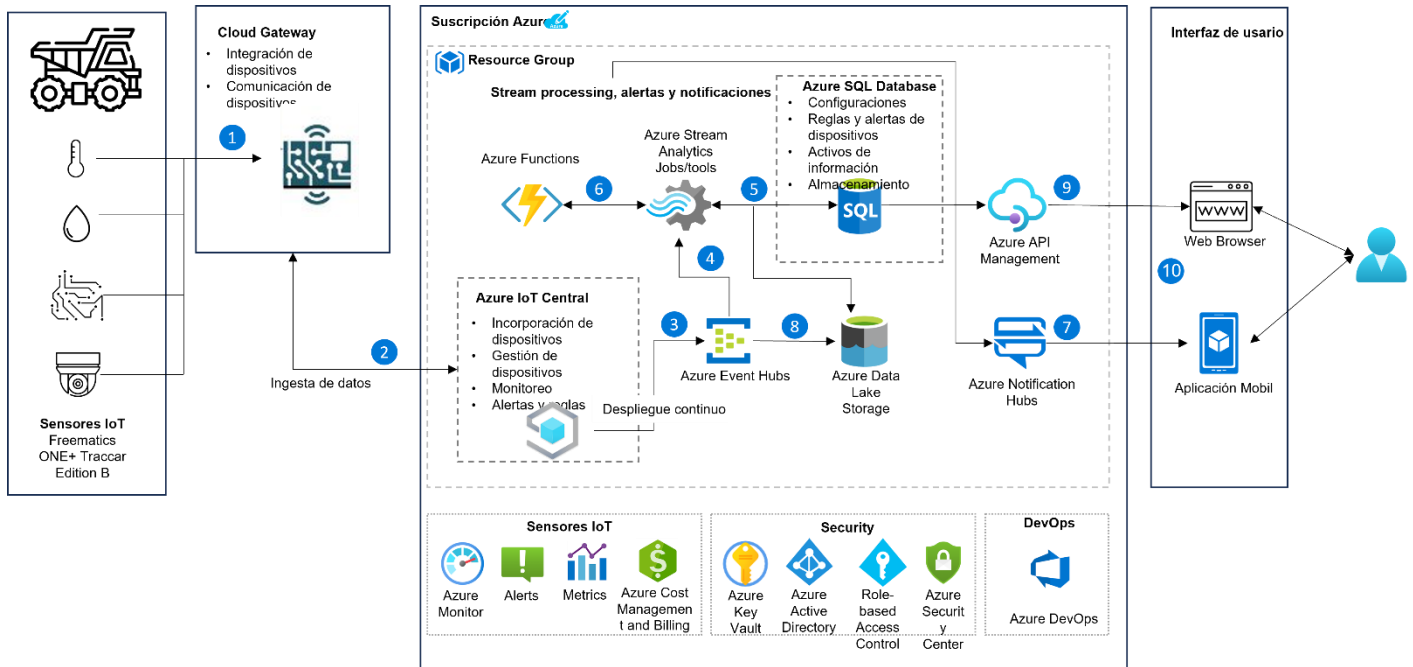 Cloud Gateway
• Integración de
dispositivos
• Comunicación de
dispositivos
1
Sensores IoT
Freematics
ONE+ Traccar
Edition B
2
Ingesta de datos
Suscripción Azure
Resource Group
Stream processing, alertas y notificaciones
Azure Functions
6
Azure Stream
Analytics
Jobs/tools
5
Azure SQL Database
• Configuraciones
• Reglas y alertas de
dispositivos
• Activos de
información
• Almacenamiento
SQL
4
Azure API
Management
9
Azure IoT Central
• Incorporación de
dispositivos
• Gestión de
dispositivos
• Monitoreo
• Alertas y reglas
Despliegue continuo
3
Azure Event Hubs
8
Azure Data
Lake
Storage
Azure Notification
Hubs
7
Interfaz de usario
WWW
Web Browser
10
Aplicación Mobil
Sensores IoT
Azure
Monitor
Alerts
Metrics
Azure Cost
Managemen
t and Billing
Security
Azure
Key
Vault
Azure
Active
Directory
Role-
based
Access
Control
Azure
Securit
y
Center
DevOps
Azure DevOps